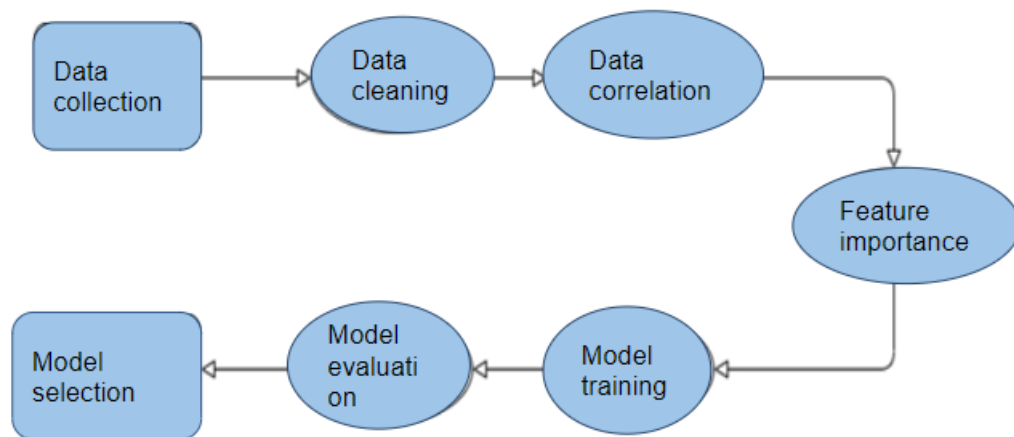 Data
collection
Data
cleaning
Data
correlation
Feature
importance
Model
training
Model
evaluati
on
Model
selection